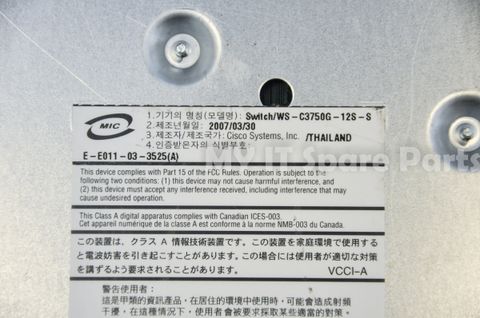 MIC
1.기기의 명칭(모델명): Switch/WS-C3750G-12S-S
2.제조년월일: 2007/03/30
3.제조자/제조국가: Cisco Systems, Inc. /THAILAND
4.인증받은자의 식별부호:
E-E011-03-3525(A)
MY IT Spare Parts
This device complies with Part 15 of the FCC Rules. Operation is subject to the
following two conditions: (1) this device may not cause harmful interference, and
(2) this device must accept any interference received, including interference that may
cause undesired operation.
This Class A digital apparatus complies with Canadian ICES-003.
Cet appareil numérique de la classe A est conforme à la norme NMB-003 du Canada.
この装置は、クラス A 情報技術装置です。この装置を家庭環境で使用する
と電波妨害を引き起こすことがあります。この場合には使用者が適切な対策
を講ずるよう要求されることがあります。 VCCI-A
警告使用者:
這是甲類的資訊產品，在居住的環境中使用時，可能會造成射頻
干擾，在這種情況下，使用者會被要求採取某些適當的對策。